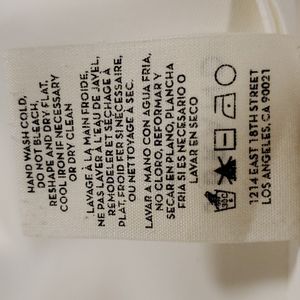 HAND WASH COLD,
DO NOT BLEACH,
RESHAPE AND DRY FLAT,
COOL IRON IF NECESSARY
OR DRY CLEAN
LAVAGE À LA MAIN FROIDE,
NE PAS LAVER À L'EAU DE JAVEL,
REMODELER ET SÉCHAGE À
PLAT, FROID FER SI NÉCESSAIRE,
OU NETTOYAGE À SEC.
LAVAR A MANO CON AGUA FRIA,
NO CLORO, REFORMAR Y
SECAR EN PLANO, PLANCHA
FRIA SI ES NECESARIO O
LAVAR EN SECO
30C
1214 EAST 18TH STREET
LOS ANGELES, CA 90021